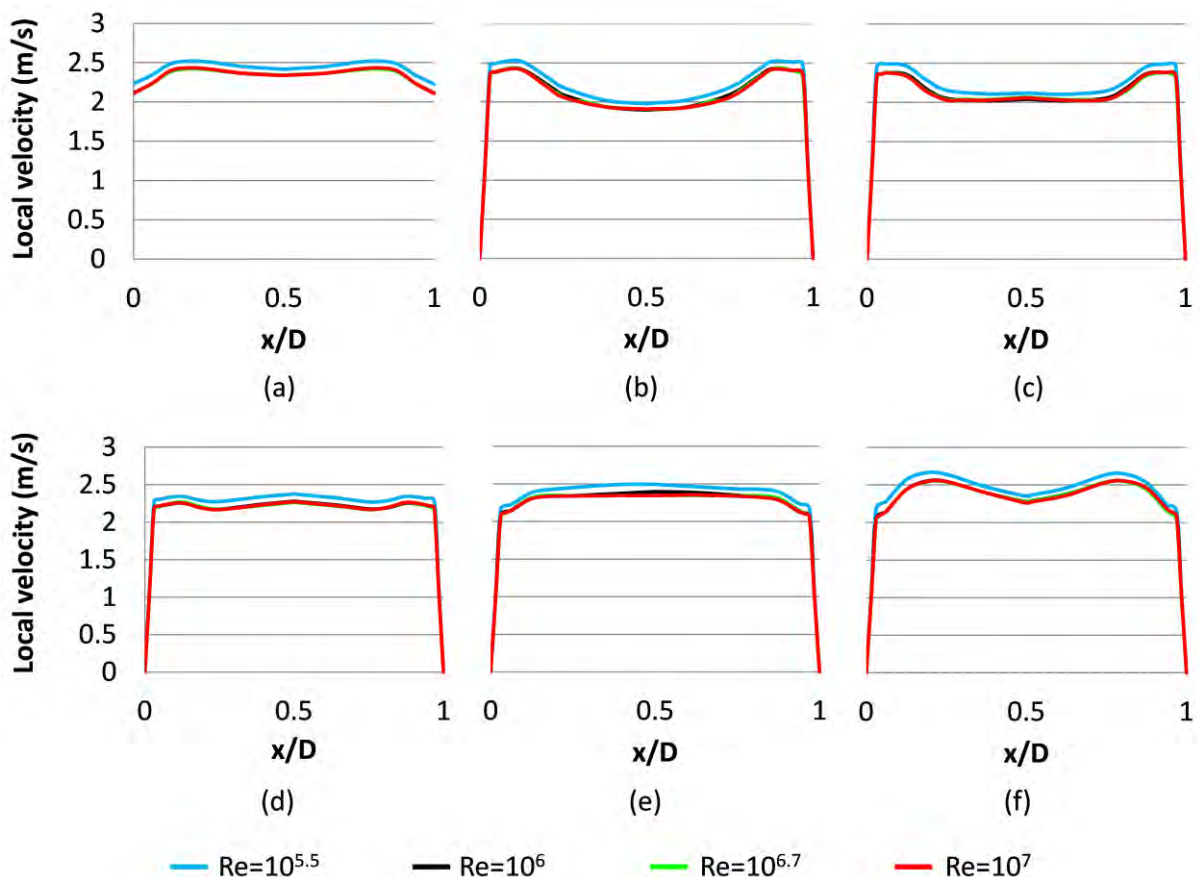 Local velocity (m/s)
3
2.5
2
1.5
1
0.5
0
0 0.5 1
x/D
(a)
0 0.5 1
x/D
(b)
0 0.5 1
x/D
(c)
Local velocity (m/s)
3
2.5
2
1.5
1
0.5
0
0 0.5 1
x/D
(d)
0 0.5 1
x/D
(e)
0 0.5 1
x/D
(f)
Re=10^5.5 Re=10^6 Re=10^6.7 Re=10^7